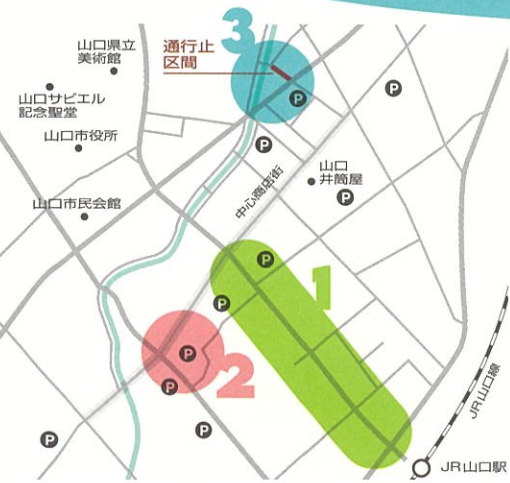 3
山口県立
美術館
通行止
区間
P
P
山口サビエル
記念聖堂
山口市役所
P
山口
井筒屋
P
中心商店街
山口市民会館
P
1
P
P
2
P
P
P
JR山口線
JR山口駅